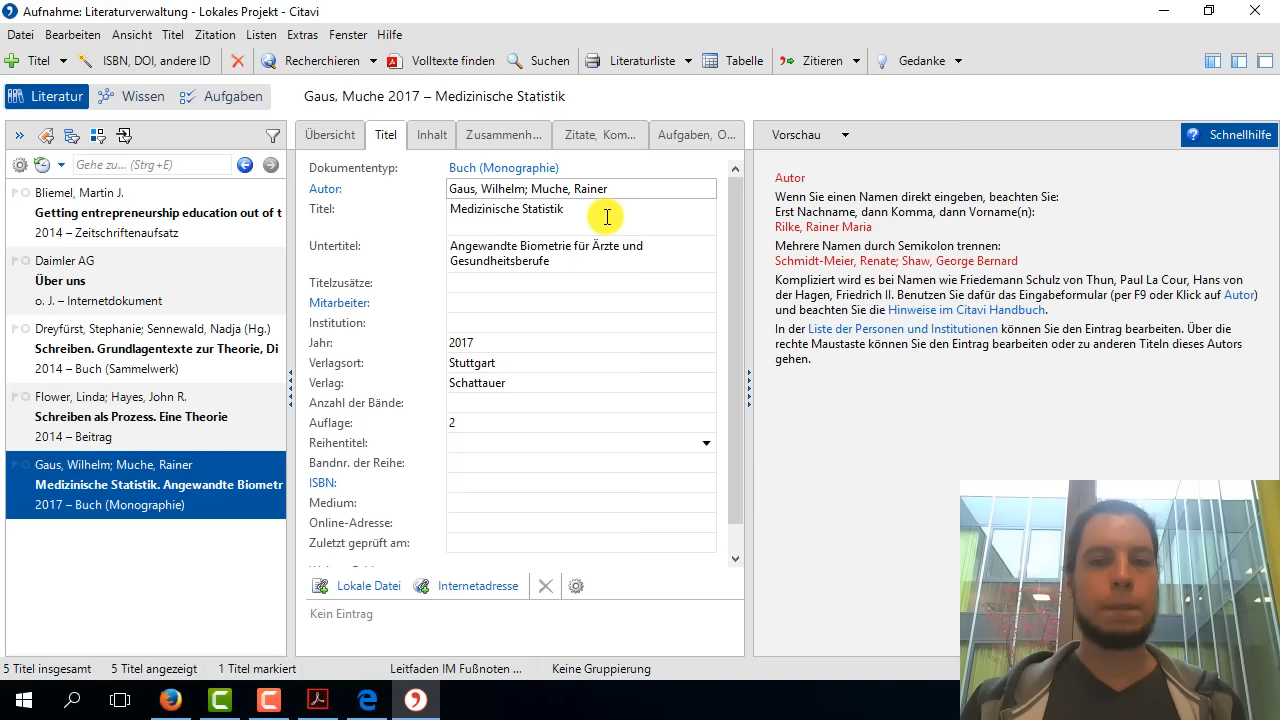 Aufnahme: Literaturverwaltung - Lokales Projekt - Citavi
Datei Bearbeiten Ansicht Titel Zitation Listen Extras Fenster Hilfe
Titel ISBN, DOI, andere ID Recherchieren Volltexte finden Suchen Literaturliste Tabelle Zitieren Gedanke
Literatur Wissen Aufgaben Gaus, Muche 2017 – Medizinische Statistik
Übersicht Titel Inhalt Zusammenh... Zitate, Kom... Aufgaben, O... Vorschau Schnellhilfe
Gehe zu... (Strg+E)
Bliemel, Martin J.
Getting entrepreneurship education out of t
2014 – Zeitschriftenaufsatz
Daimler AG
Über uns
o. J. – Internetdokument
Dreyfürst, Stephanie; Sennewald, Nadja (Hg.)
Schreiben. Grundlagentexte zur Theorie, Di
2014 – Buch (Sammelwerk)
Flower, Linda; Hayes, John R.
Schreiben als Prozess. Eine Theorie
2014 – Beitrag
Gaus, Wilhelm; Muche, Rainer
Medizinische Statistik. Angewandte Biometr
2017 – Buch (Monographie)
Dokumententyp: Buch (Monographie)
Autor: Gaus, Wilhelm; Muche, Rainer
Titel: Medizinische Statistik
Untertitel: Angewandte Biometrie für Ärzte und
Gesundheitsberufe
Titelzusätze:
Mitarbeiter:
Institution:
Jahr: 2017
Verlagsort: Stuttgart
Verlag: Schattauer
Anzahl der Bände:
Auflage: 2
Reihentitel:
Bandnr. der Reihe:
ISBN:
Medium:
Online-Adresse:
Zuletzt geprüft am:
Lokale Datei Internetadresse
Kein Eintrag
Autor
Wenn Sie einen Namen direkt eingeben, beachten Sie:
Erst Nachname, dann Komma, dann Vorname(n):
Rilke, Rainer Maria
Mehrere Namen durch Semikolon trennen:
Schmidt-Meier, Renate; Shaw, George Bernard
Kompliziert wird es bei Namen wie Friedemann Schulz von Thun, Paul La Cour, Hans von
der Hagen, Friedrich II. Benutzen Sie dafür das Eingabeformular (per F9 oder Klick auf Autor)
und beachten Sie die Hinweise im Citavi Handbuch.
In der Liste der Personen und Institutionen können Sie den Eintrag bearbeiten. Über die
rechte Maustaste können Sie den Eintrag bearbeiten oder zu anderen Titeln dieses Autors
gehen.
5 Titel insgesamt 5 Titel angezeigt 1 Titel markiert Leitfaden IM Fußnoten ... Keine Gruppierung